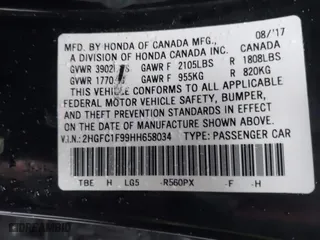 MFD. BY HONDA OF CANADA MFG., 08/'17
A DIVISION OF HONDA CANADA INC. CANADA
GVWR 3902LBS GAWR F 2105LBS R 1808LBS
GVWR 1770 GAWR F 955KG R 820KG
THIS VEHICLE CONFORMS TO ALL APPLICABLE
FEDERAL MOTOR VEHICLE SAFETY, BUMPER,
AND THEFT PREVENTION STANDARDS IN EFFECT ON
THE DATE OF MANUFACTURE SHOWN ABOVE.
V.I.N.: 2HGFC1F99HH658034 TYPE: PASSENGER CAR
TBE H LG5 -R560PX -F -H